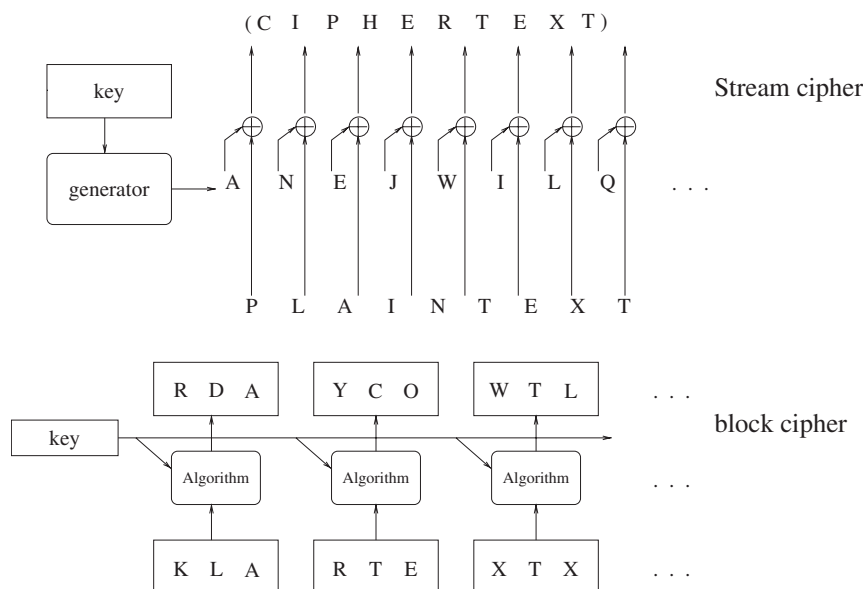 ( C I P H E R T E X T )
key
Stream cipher
generator
A N E J W I L Q . . .
P L A I N T E X T
R D A Y C O W T L . . .
key
block cipher
Algorithm Algorithm Algorithm . . .
K L A R T E X T X . . .